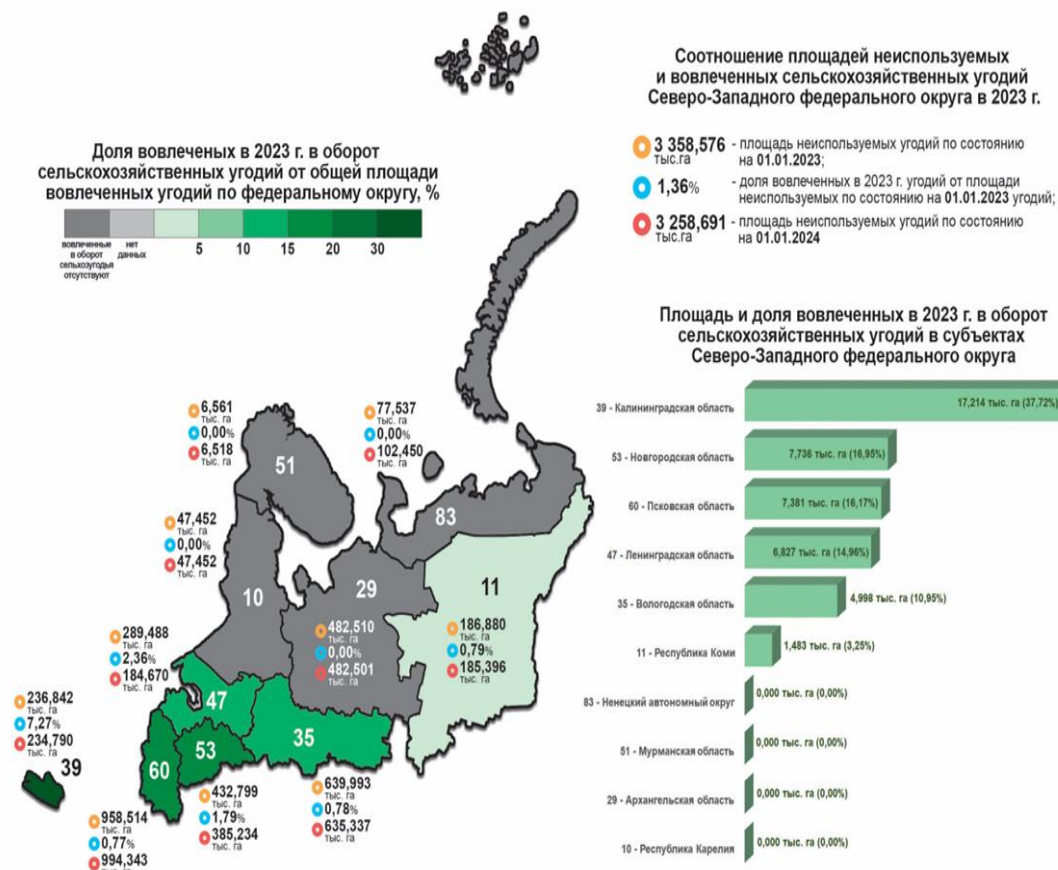 Соотношение площадей неиспользуемых
и вовлеченных сельскохозяйственных угодий
Северо-Западного федерального округа в 2023 г.
3 358,576 - площадь неиспользуемых угодий по состоянию
тыс.га на 01.01.2023;
1,36% - доля вовлеченных в 2023 г. угодий от площади
неиспользуемых по состоянию на 01.01.2023 угодий;
3 258,691 - площадь неиспользуемых угодий по состоянию
тыс.га на 01.01.2024
Доля вовлеченых в 2023 г. в оборот
сельскохозяйственных угодий от общей площади
вовлеченных угодий по федеральному округу, %
вовлеченные
в оборот
сельхозугодья
отсутствуют
нет
данных
5 10 15 20 30
6,561
тыс. га
0,00%
6,518
тыс. га
51
77,537
тыс. га
0,00%
102,450
тыс. га
83
47,452
тыс. га
0,00%
47,452
тыс. га
10
29
482,510
тыс. га
0,00%
482,501
тыс. га
11
186,880
тыс. га
0,79%
185,396
тыс. га
289,488
тыс. га
2,36%
184,670
тыс. га
47
236,842
тыс. га
7,27%
234,790
тыс. га
39
60
53
35
958,514
тыс. га
0,77%
994,343
тыс. га
432,799
тыс. га
1,79%
385,234
тыс. га
639,993
тыс. га
0,78%
635,337
тыс. га
Площадь и доля вовлеченных в 2023 г. в оборот
сельскохозяйственных угодий в субъектах
Северо-Западного федерального округа
39 - Калининградская область 17,214 тыс. га (37,72%)
53 - Новгородская область 7,736 тыс. га (16,95%)
60 - Псковская область 7,381 тыс. га (16,17%)
47 - Ленинградская область 6,827 тыс. га (14,96%)
35 - Вологодская область 4,998 тыс. га (10,95%)
11 - Республика Коми 1,483 тыс. га (3,25%)
83 - Ненецкий автономный округ 0,000 тыс. га (0,00%)
51 - Мурманская область 0,000 тыс. га (0,00%)
29 - Архангельская область 0,000 тыс. га (0,00%)
10 - Республика Карелия 0,000 тыс. га (0,00%)